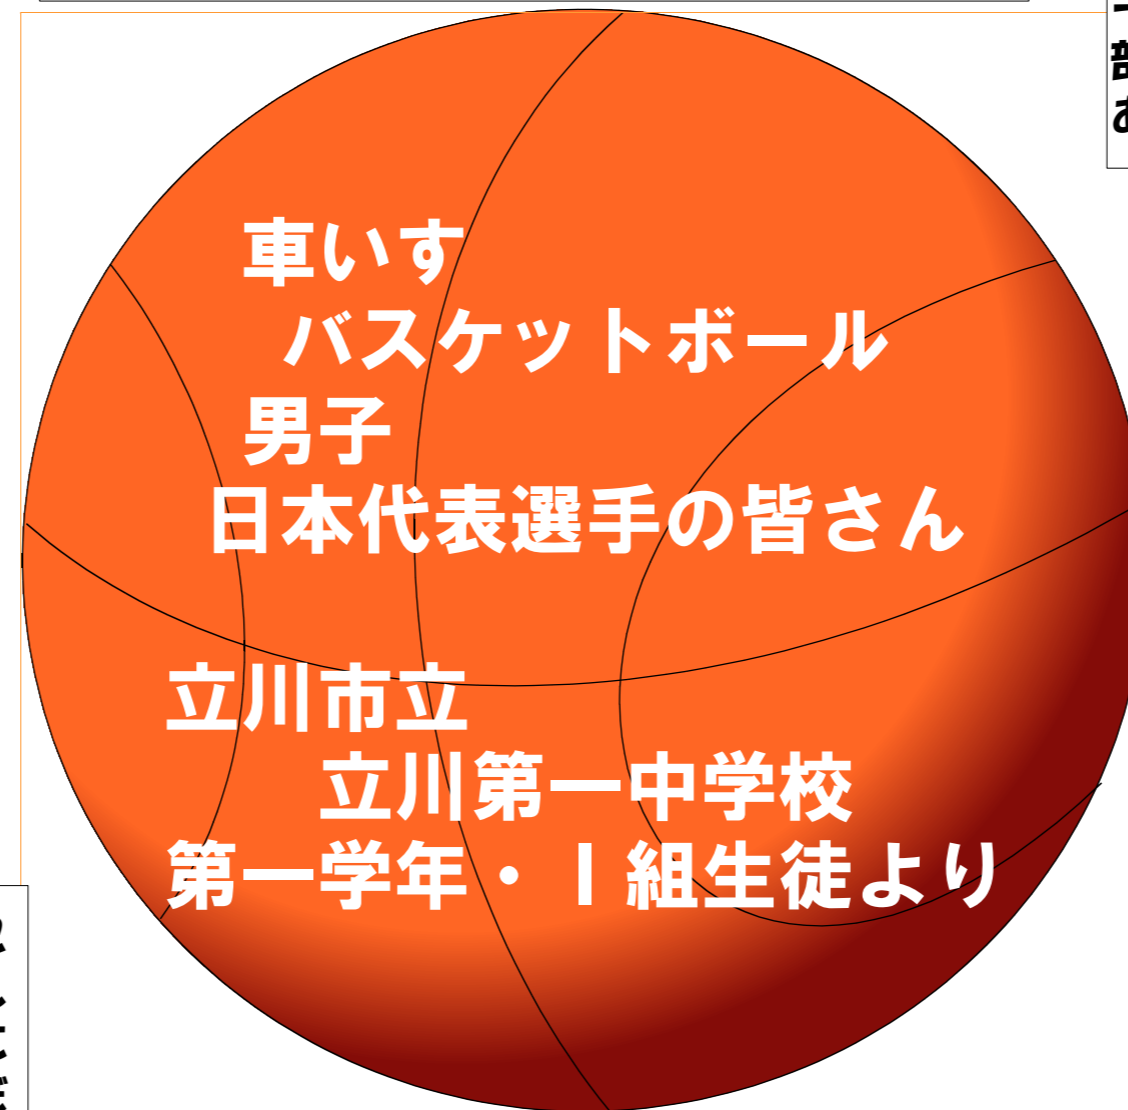 車いす
バスケットボール
男子
日本代表選手の皆さん
立川市立
立川第一中学校
第一学年・I組生徒より